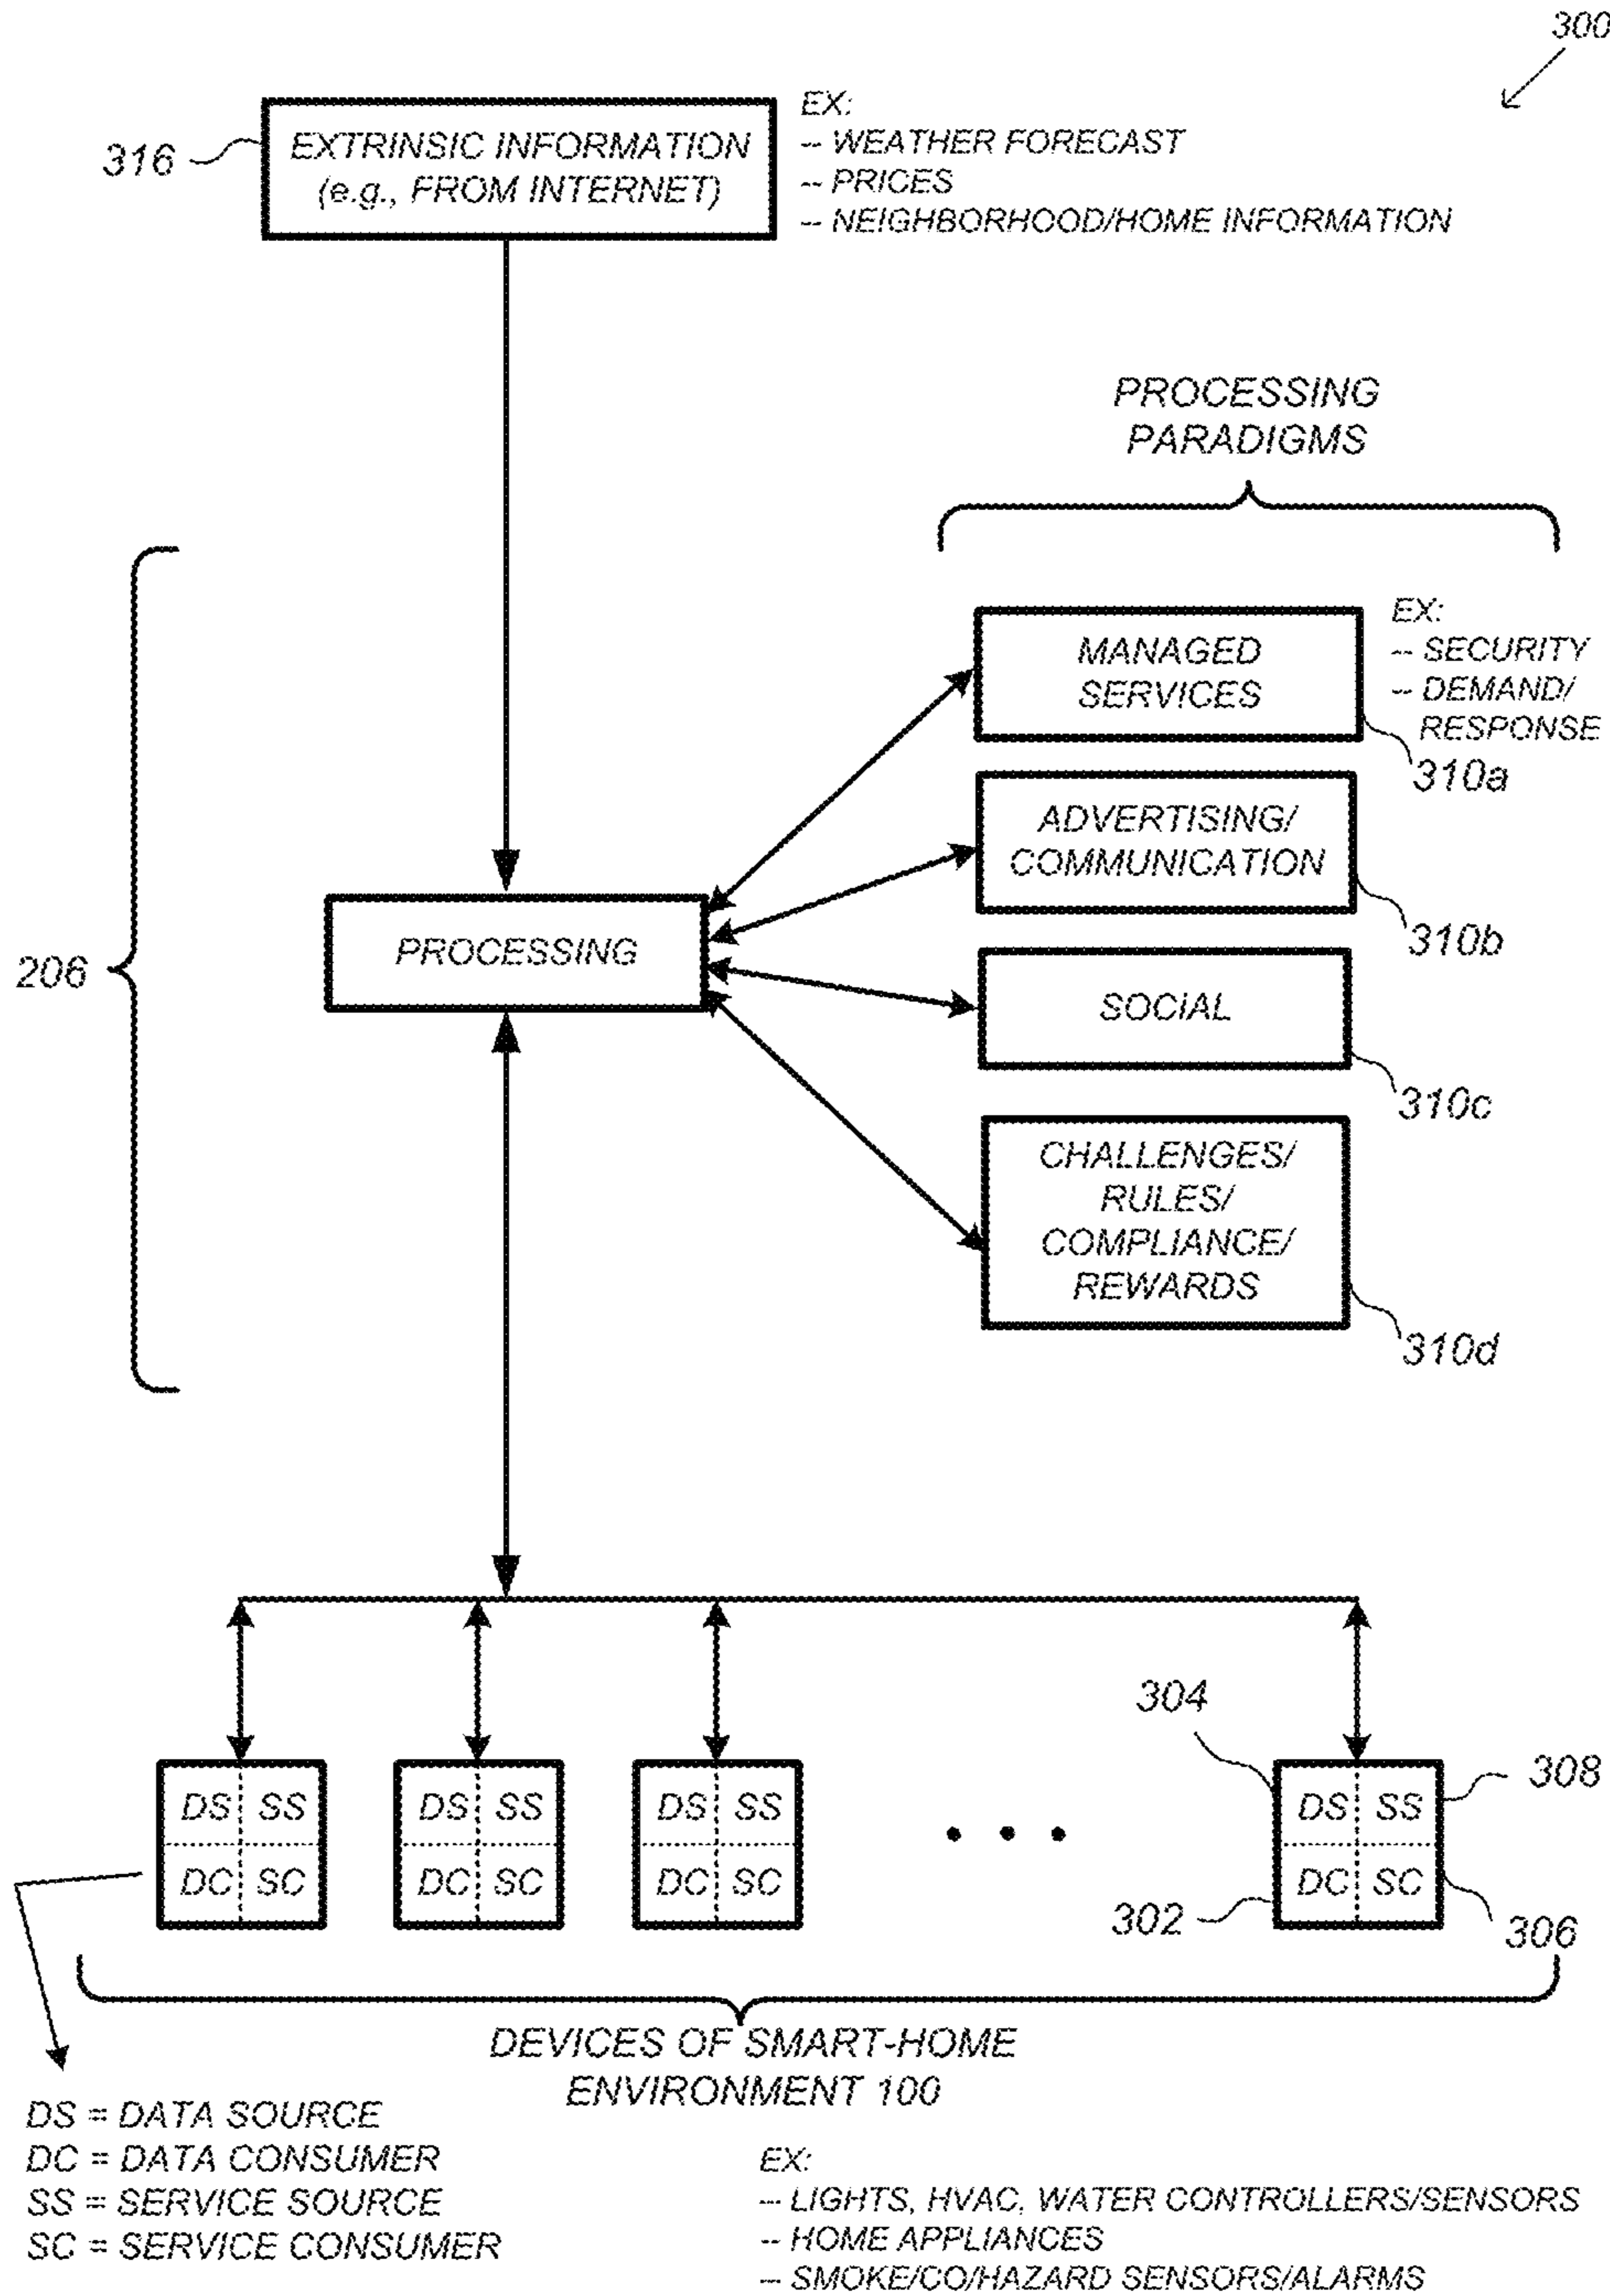 300
316
EXTRINSIC INFORMATION
(e.g., FROM INTERNET)
EX:
-- WEATHER FORECAST
-- PRICES
-- NEIGHBORHOOD/HOME INFORMATION
PROCESSING
PARADIGMS
206
PROCESSING
MANAGED
SERVICES
EX:
-- SECURITY
-- DEMAND/
RESPONSE
310a
ADVERTISING/
COMMUNICATION
310b
SOCIAL
310c
CHALLENGES/
RULES/
COMPLIANCE/
REWARDS
310d
DS SS
DC SC
DS SS
DC SC
DS SS
DC SC
• • •
304
DS SS
DC SC
308
302
306
DEVICES OF SMART-HOME
ENVIRONMENT 100
DS = DATA SOURCE
DC = DATA CONSUMER
SS = SERVICE SOURCE
SC = SERVICE CONSUMER
EX:
-- LIGHTS, HVAC, WATER CONTROLLERS/SENSORS
-- HOME APPLIANCES
-- SMOKE/CO/HAZARD SENSORS/ALARMS